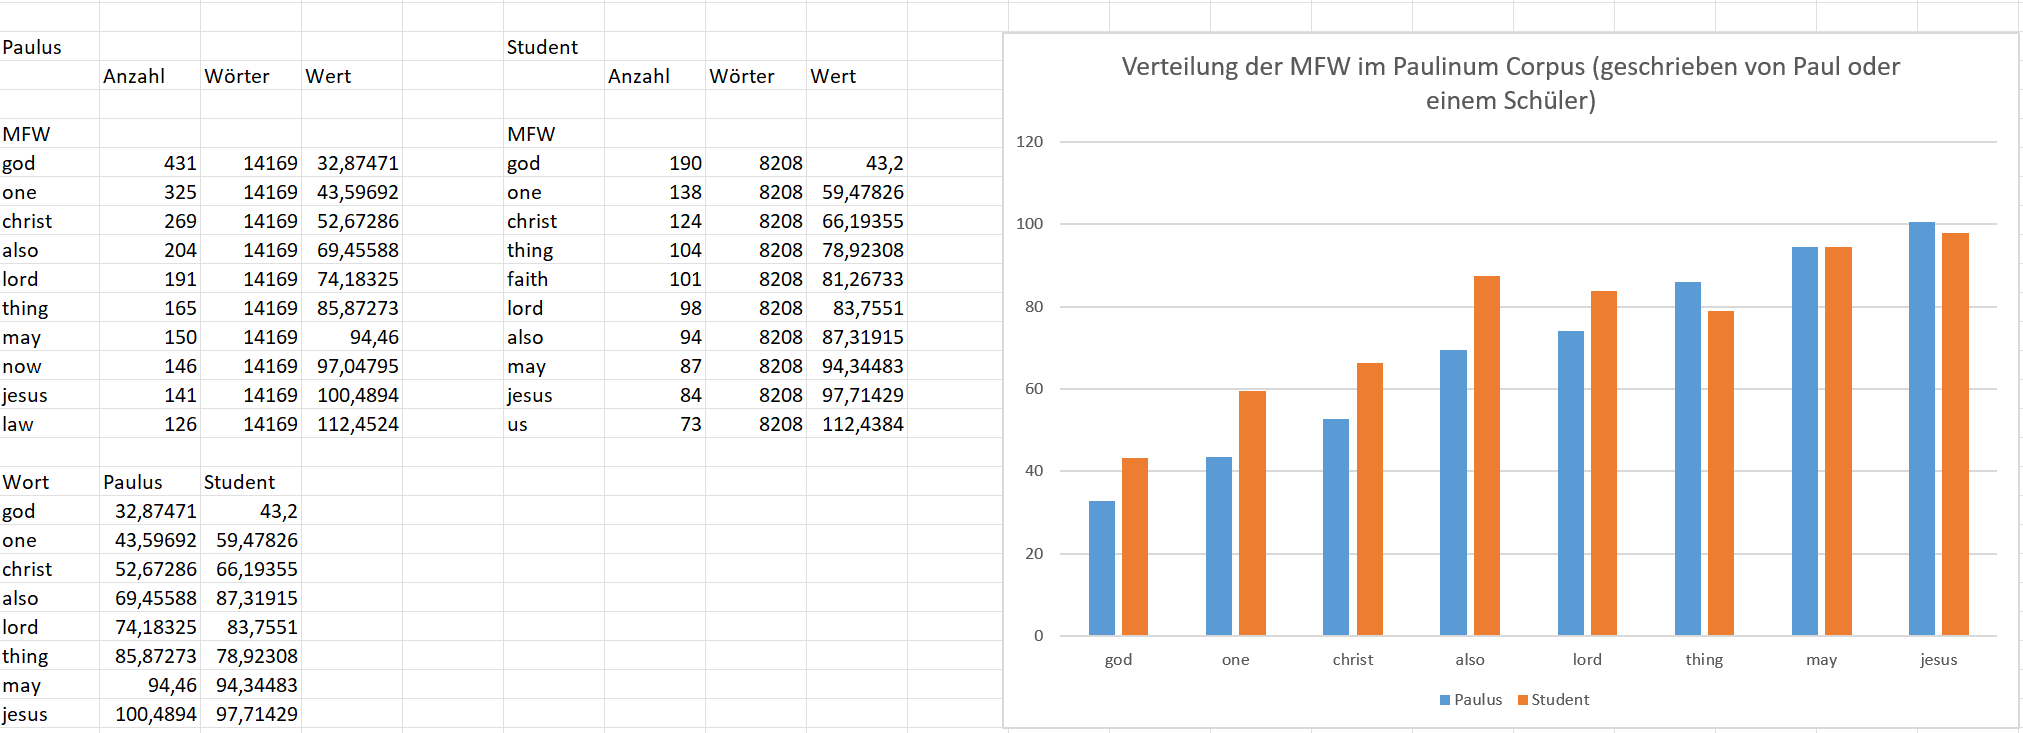 Paulus Student
Anzahl Wörter Wert Anzahl Wörter Wert
MFW MFW
god 431 14169 32,87471 god 190 8208 43,2
one 325 14169 43,59692 one 138 8208 59,47826
christ 269 14169 52,67286 christ 124 8208 66,19355
also 204 14169 69,45588 thing 104 8208 78,92308
lord 191 14169 74,18325 faith 101 8208 81,26733
thing 165 14169 85,87273 lord 98 8208 83,7551
may 150 14169 94,46 also 94 8208 87,31915
now 146 14169 97,04795 may 87 8208 94,34483
jesus 141 14169 100,4894 jesus 84 8208 97,71429
law 126 14169 112,4524 us 73 8208 112,4384
Wort Paulus Student
god 32,87471 43,2
one 43,59692 59,47826
christ 52,67286 66,19355
also 69,45588 87,31915
lord 74,18325 83,7551
thing 85,87273 78,92308
may 94,46 94,34483
jesus 100,4894 97,71429
Verteilung der MFW im Paulinum Corpus (geschrieben von Paul oder
einem Schüler)
120
100
80
60
40
20
0
god one christ also lord thing may jesus
Paulus Student